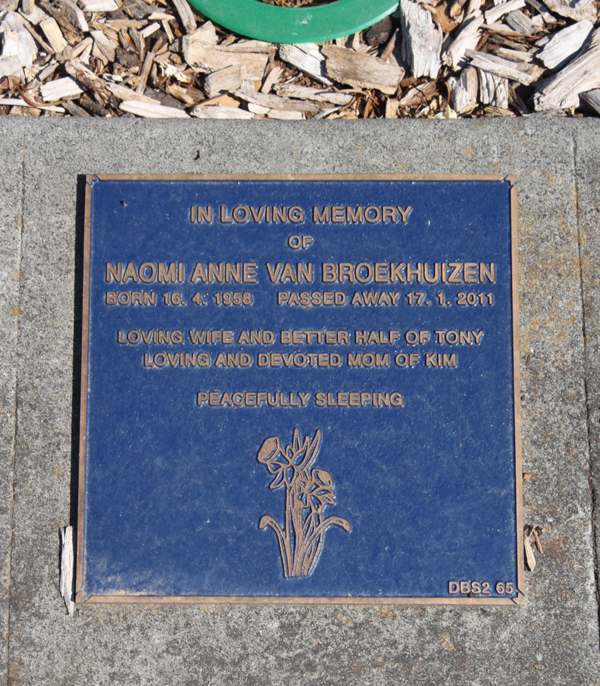 IN LOVING MEMORY
OF
NAOMI ANNE VAN BROEKHUIZEN
BORN 16. 4. 1958 PASSED AWAY 17. 1. 2011
LOVING WIFE AND BETTER HALF OF TONY
LOVING AND DEVOTED MOM OF KIM
PEACEFULLY SLEEPING
DBS2 65